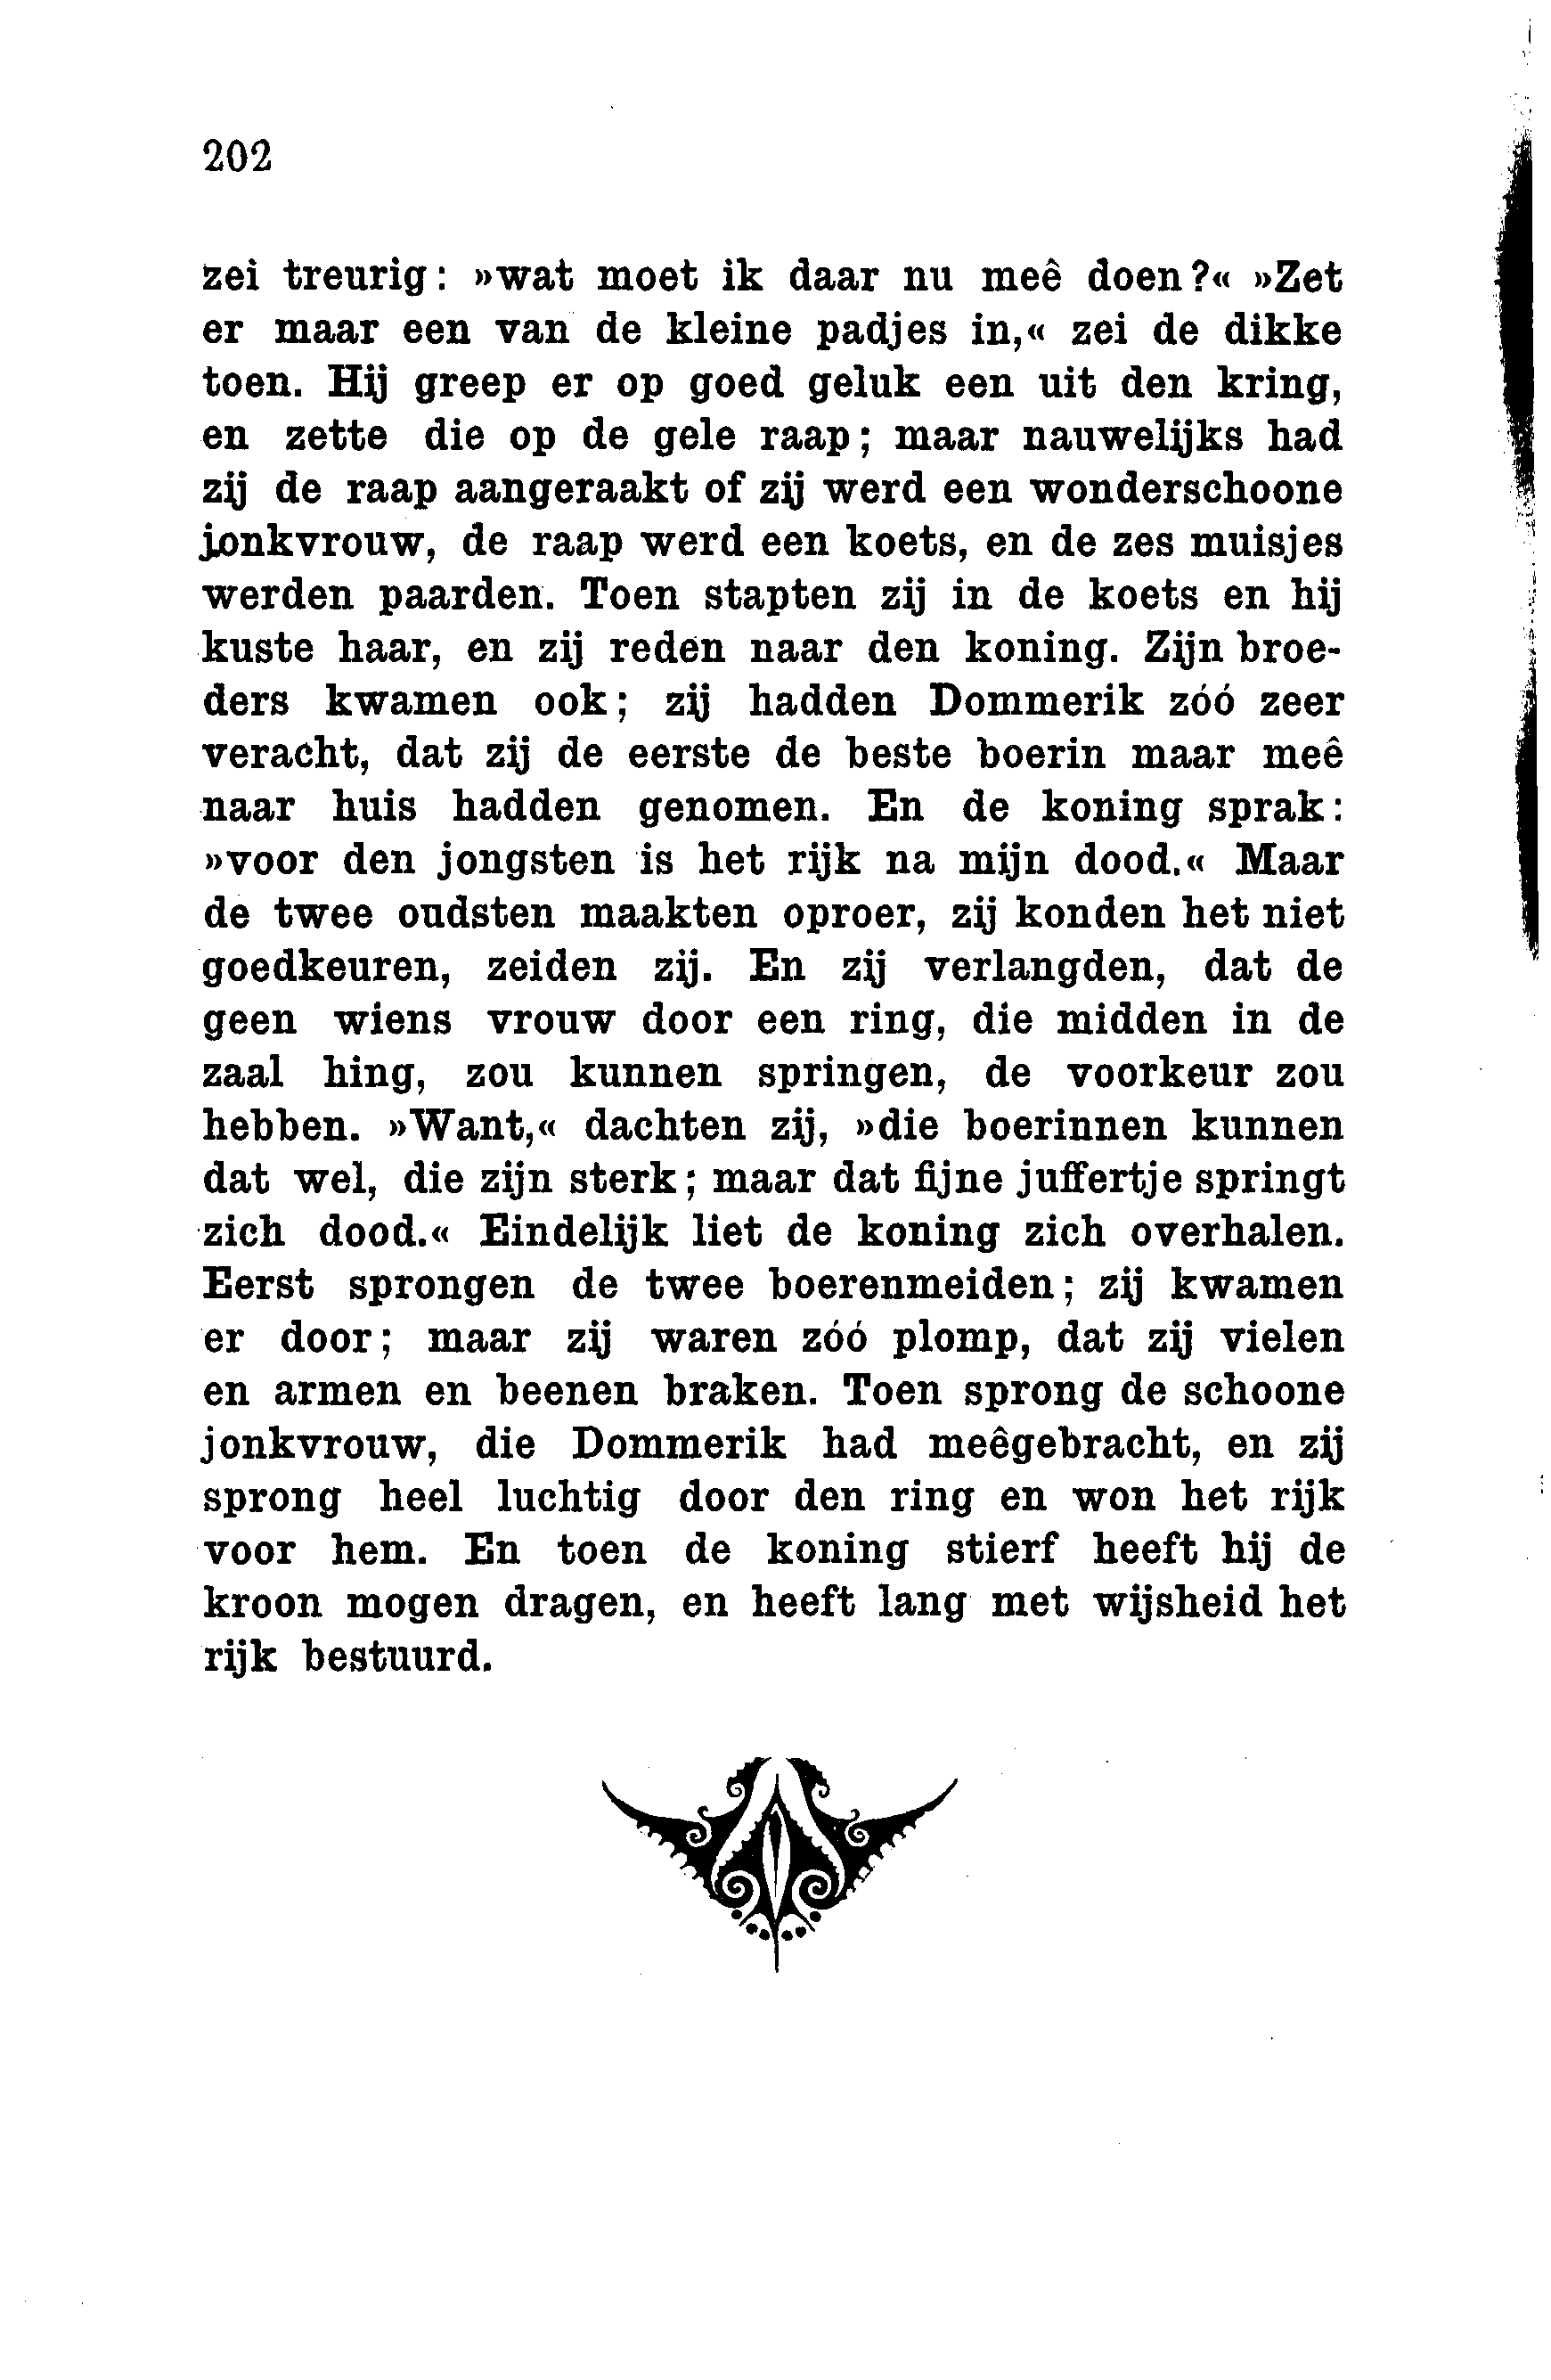 202
zei treurig: »wat moet ik daar nu meê doen?« »Zet
er maar een van de kleine padjes in,« zei de dikke
toen. Hij greep er op goed geluk een uit den kring,
en zette die op de gele raap; maar nauwelijks had
zij de raap aangeraakt of zij werd een wonderschoone
jonkvrouw, de raap werd een koets, en de zes muisjes
werden paarden. Toen stapten zij in de koets en hij
kuste haar, en zij reden naar den koning. Zijn broe-
ders kwamen ook; zij hadden Dommerik zóó zeer
veracht, dat zij de eerste de beste boerin maar meê
naar huis hadden genomen. En de koning sprak:
»voor den jongsten is het rijk na mijn dood.« Maar
de twee oudsten maakten oproer, zij konden het niet
goedkeuren, zeiden zij. En zij verlangden, dat de
geen wiens vrouw door een ring, die midden in de
zaal hing, zou kunnen springen, de voorkeur zou
hebben. »Want,« dachten zij, »die boerinnen kunnen
dat wel, die zijn sterk; maar dat fijne juffertje springt
zich dood.« Eindelijk liet de koning zich overhalen.
Eerst sprongen de twee boerenmeiden; zij kwamen
er door; maar zij waren zóó plomp, dat zij vielen
en armen en beenen braken. Toen sprong de schoone
jonkvrouw, die Dommerik had meêgebracht, en zij
sprong heel luchtig door den ring en won het rijk
voor hem. En toen de koning stierf heeft hij de
kroon mogen dragen, en heeft lang met wijsheid het
rijk bestuurd.